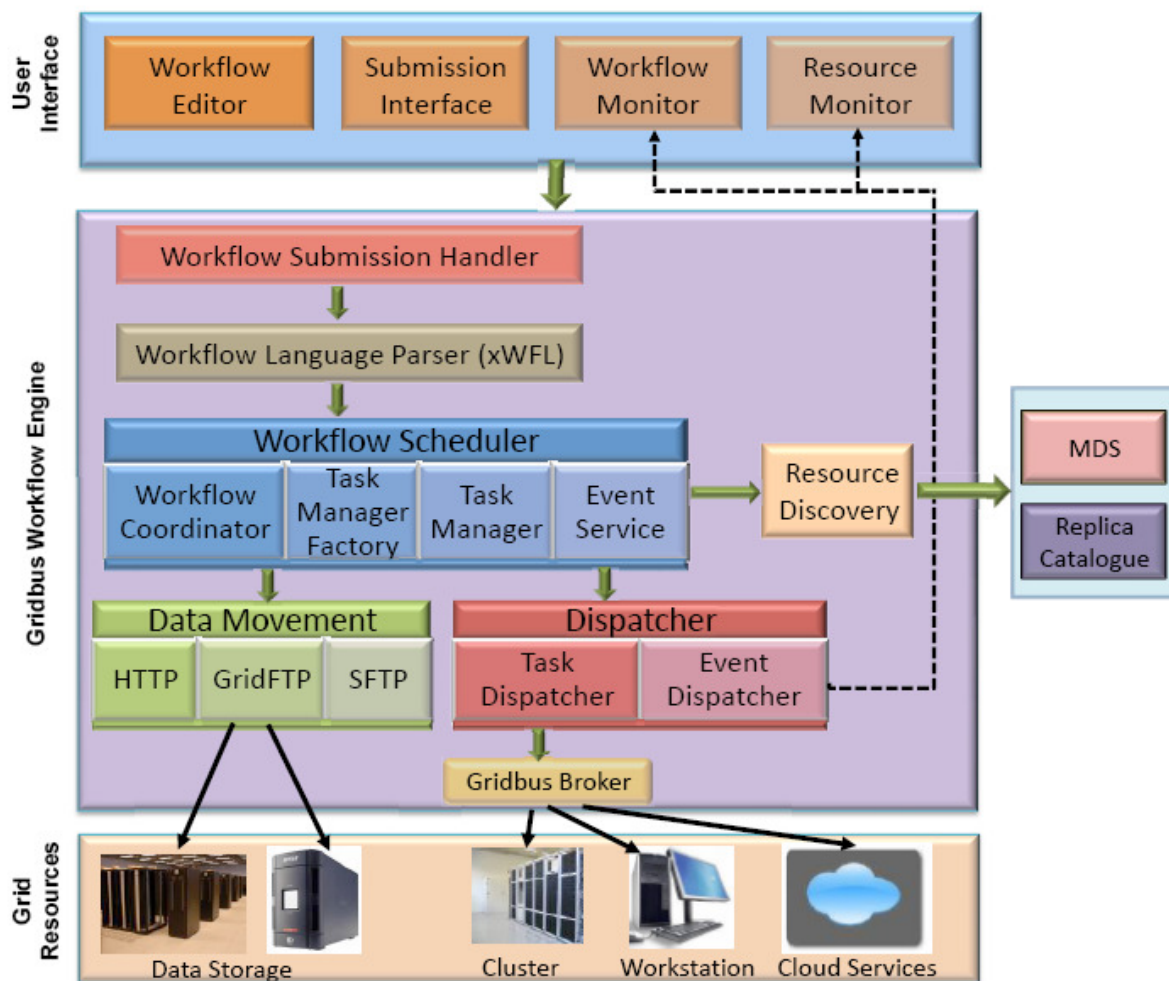 User
Interface
Workflow
Editor
Submission
Interface
Workflow
Monitor
Resource
Monitor
Gridbus Workflow Engine
Workflow Submission Handler
Workflow Language Parser (xWFL)
Workflow Scheduler
Workflow
Coordinator
Task
Manager
Factory
Task
Manager
Event
Service
Resource
Discovery
MDS
Replica
Catalogue
Data Movement
HTTP
GridFTP
SFTP
Dispatcher
Task
Dispatcher
Event
Dispatcher
Gridbus Broker
Grid
Resources
Data Storage
Cluster
Workstation
Cloud Services